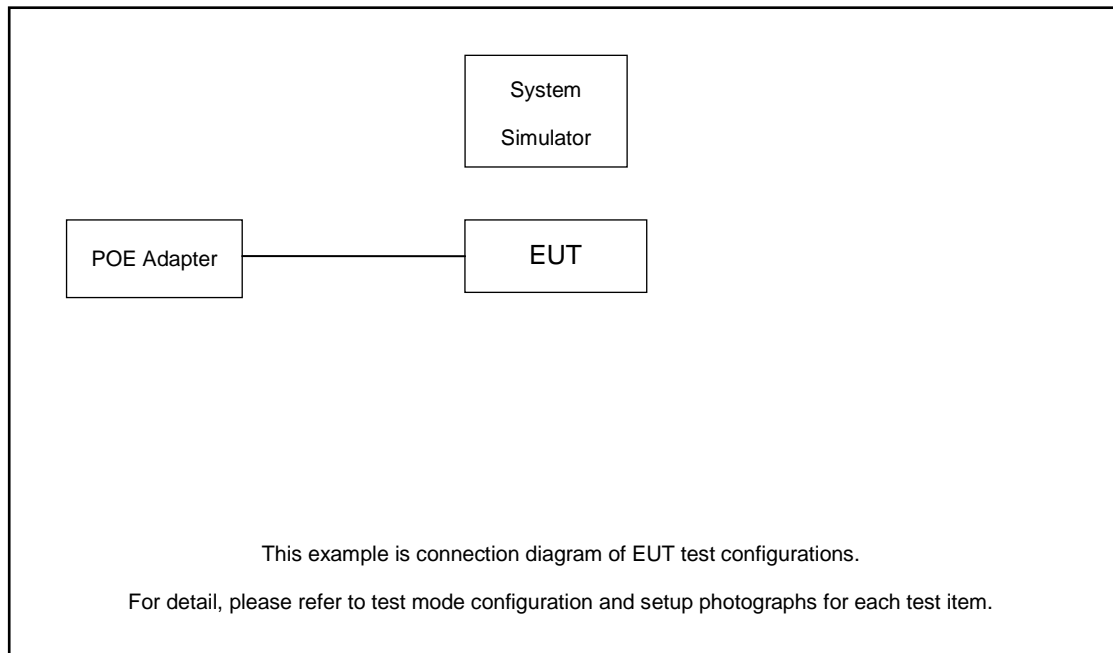 System
Simulator
POE Adapter
EUT
This example is connection diagram of EUT test configurations.
For detail, please refer to test mode configuration and setup photographs for each test item.